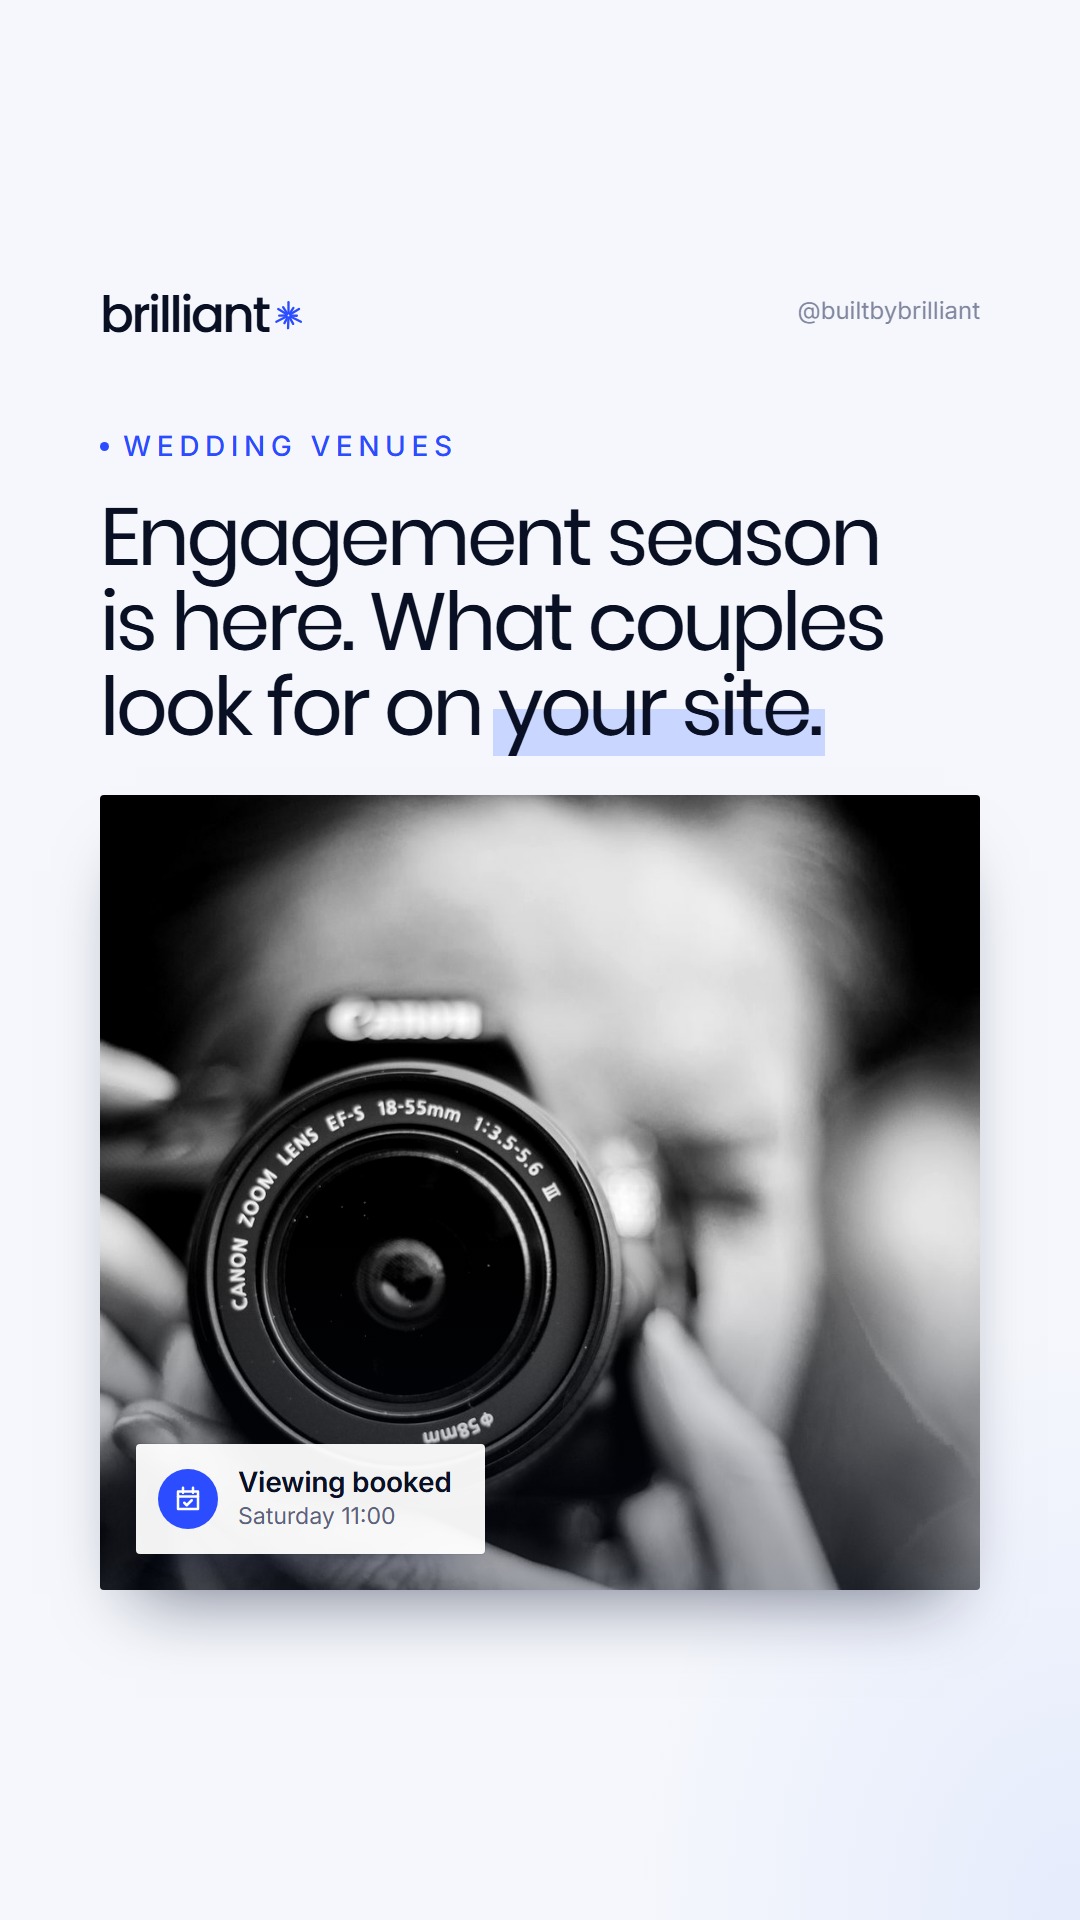 brilliant
@builtbybrilliant
• WEDDING VENUES
Engagement season
is here. What couples
look for on your site.
Canon
CANON ZOOM LENS EF-S 18-55mm 1:3.5-5.6 III
Φ58mm
Viewing booked
Saturday 11:00